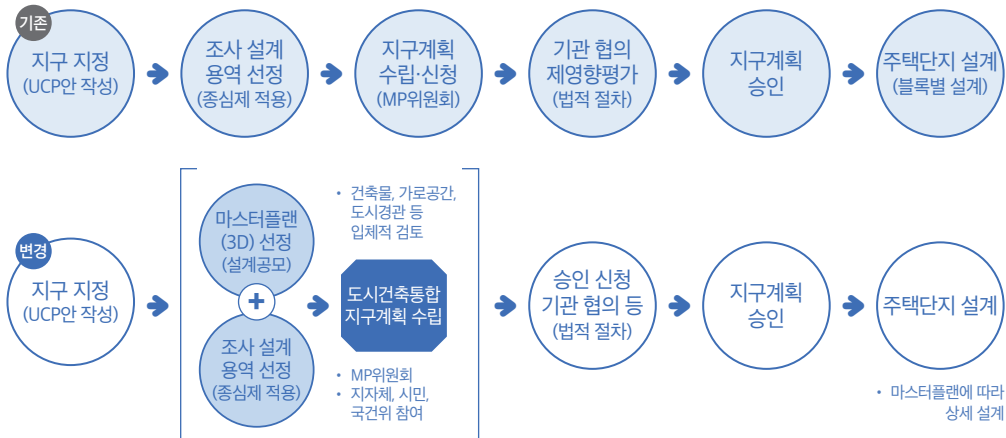 기존
지구 지정
(UCP안 작성)
조사 설계
용역 선정
(종심제 적용)
지구계획
수립·신청
(MP위원회)
기관 협의
제영향평가
(법적 절차)
지구계획
승인
주택단지 설계
(블록별 설계)
변경
지구 지정
(UCP안 작성)
마스터플랜
(3D) 선정
(설계공모)
+
조사 설계
용역 선정
(종심제 적용)
• 건축물, 가로공간,
도시경관 등
입체적 검토
도시건축통합
지구계획 수립
• MP위원회
• 지자체, 시민,
국건위 참여
승인 신청
기관 협의 등
(법적 절차)
지구계획
승인
주택단지 설계
• 마스터플랜에 따라
상세 설계